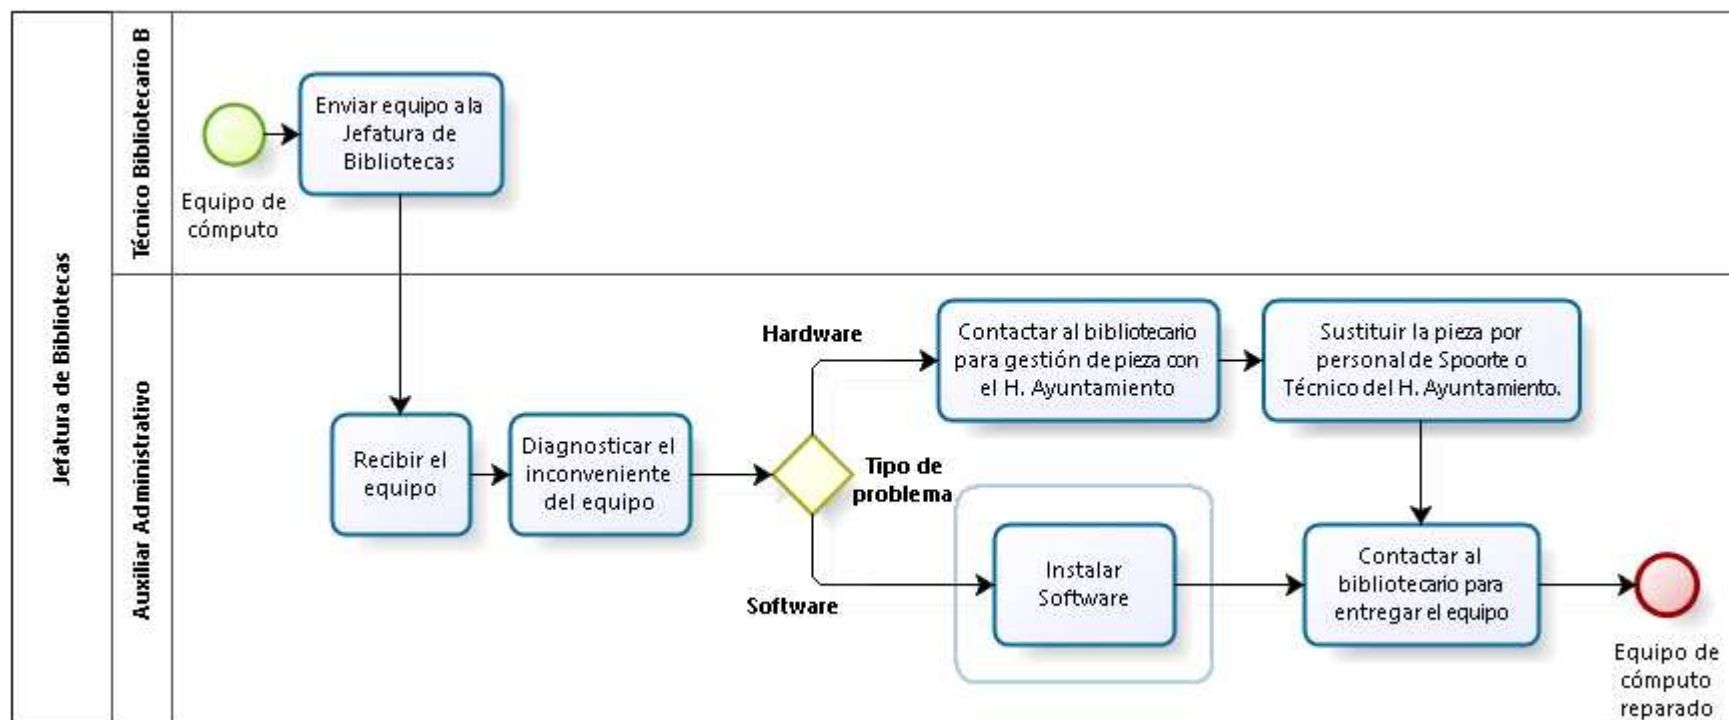 Jefatura de Bibliotecas
Técnico Bibliotecario B
Equipo de
cómputo
Enviar equipo a la
Jefatura de
Bibliotecas
Auxiliar Administrativo
Recibir el
equipo
Diagnosticar el
inconveniente
del equipo
Tipo de
problema
Hardware
Contactar al bibliotecario
para gestión de pieza con
el H. Ayuntamiento
Sustituir la pieza por
personal de Spoorte o
Técnico del H. Ayuntamiento.
Software
Instalar
Software
Contactar al
bibliotecario para
entregar el equipo
Equipo de
cómputo
reparado